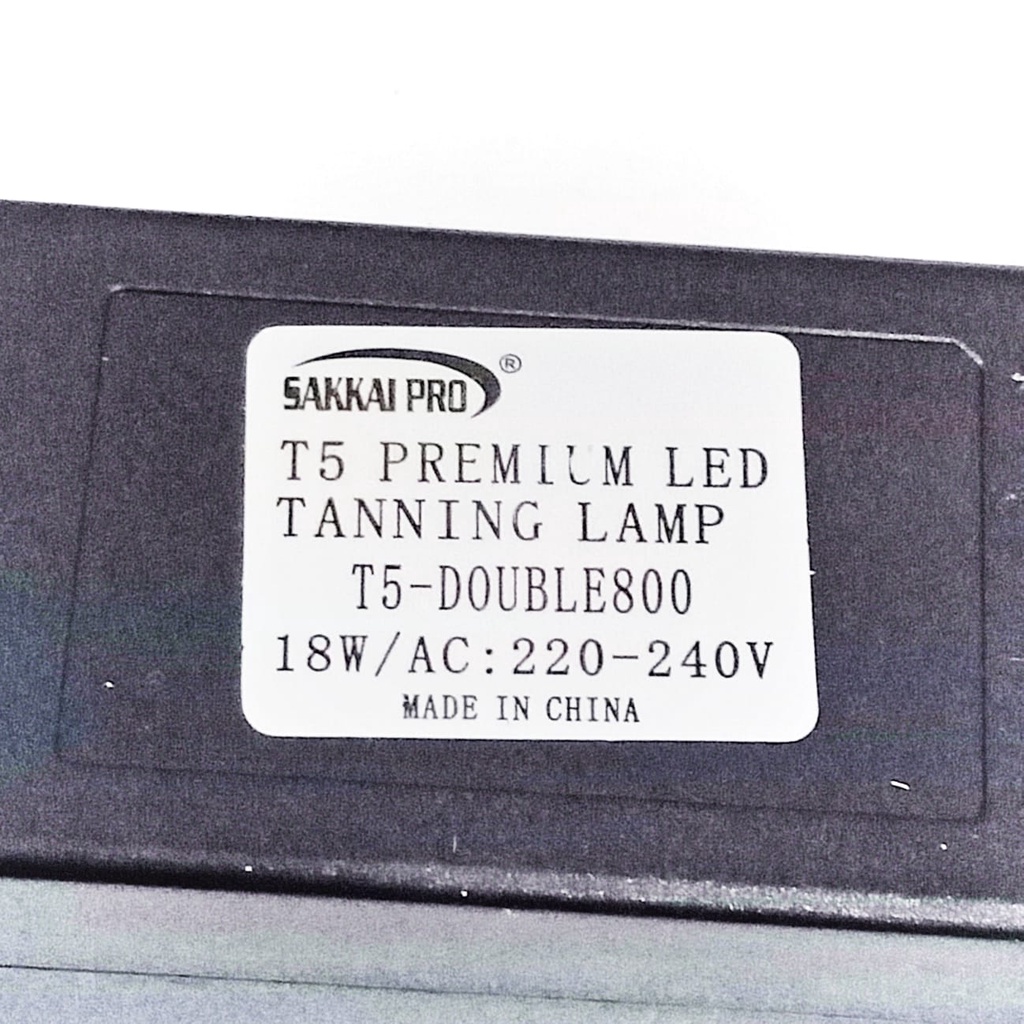 SAKKAI PRO®
T5 PREMIUM LED
TANNING LAMP
T5-DOUBLE800
18W/AC:220-240V
MADE IN CHINA